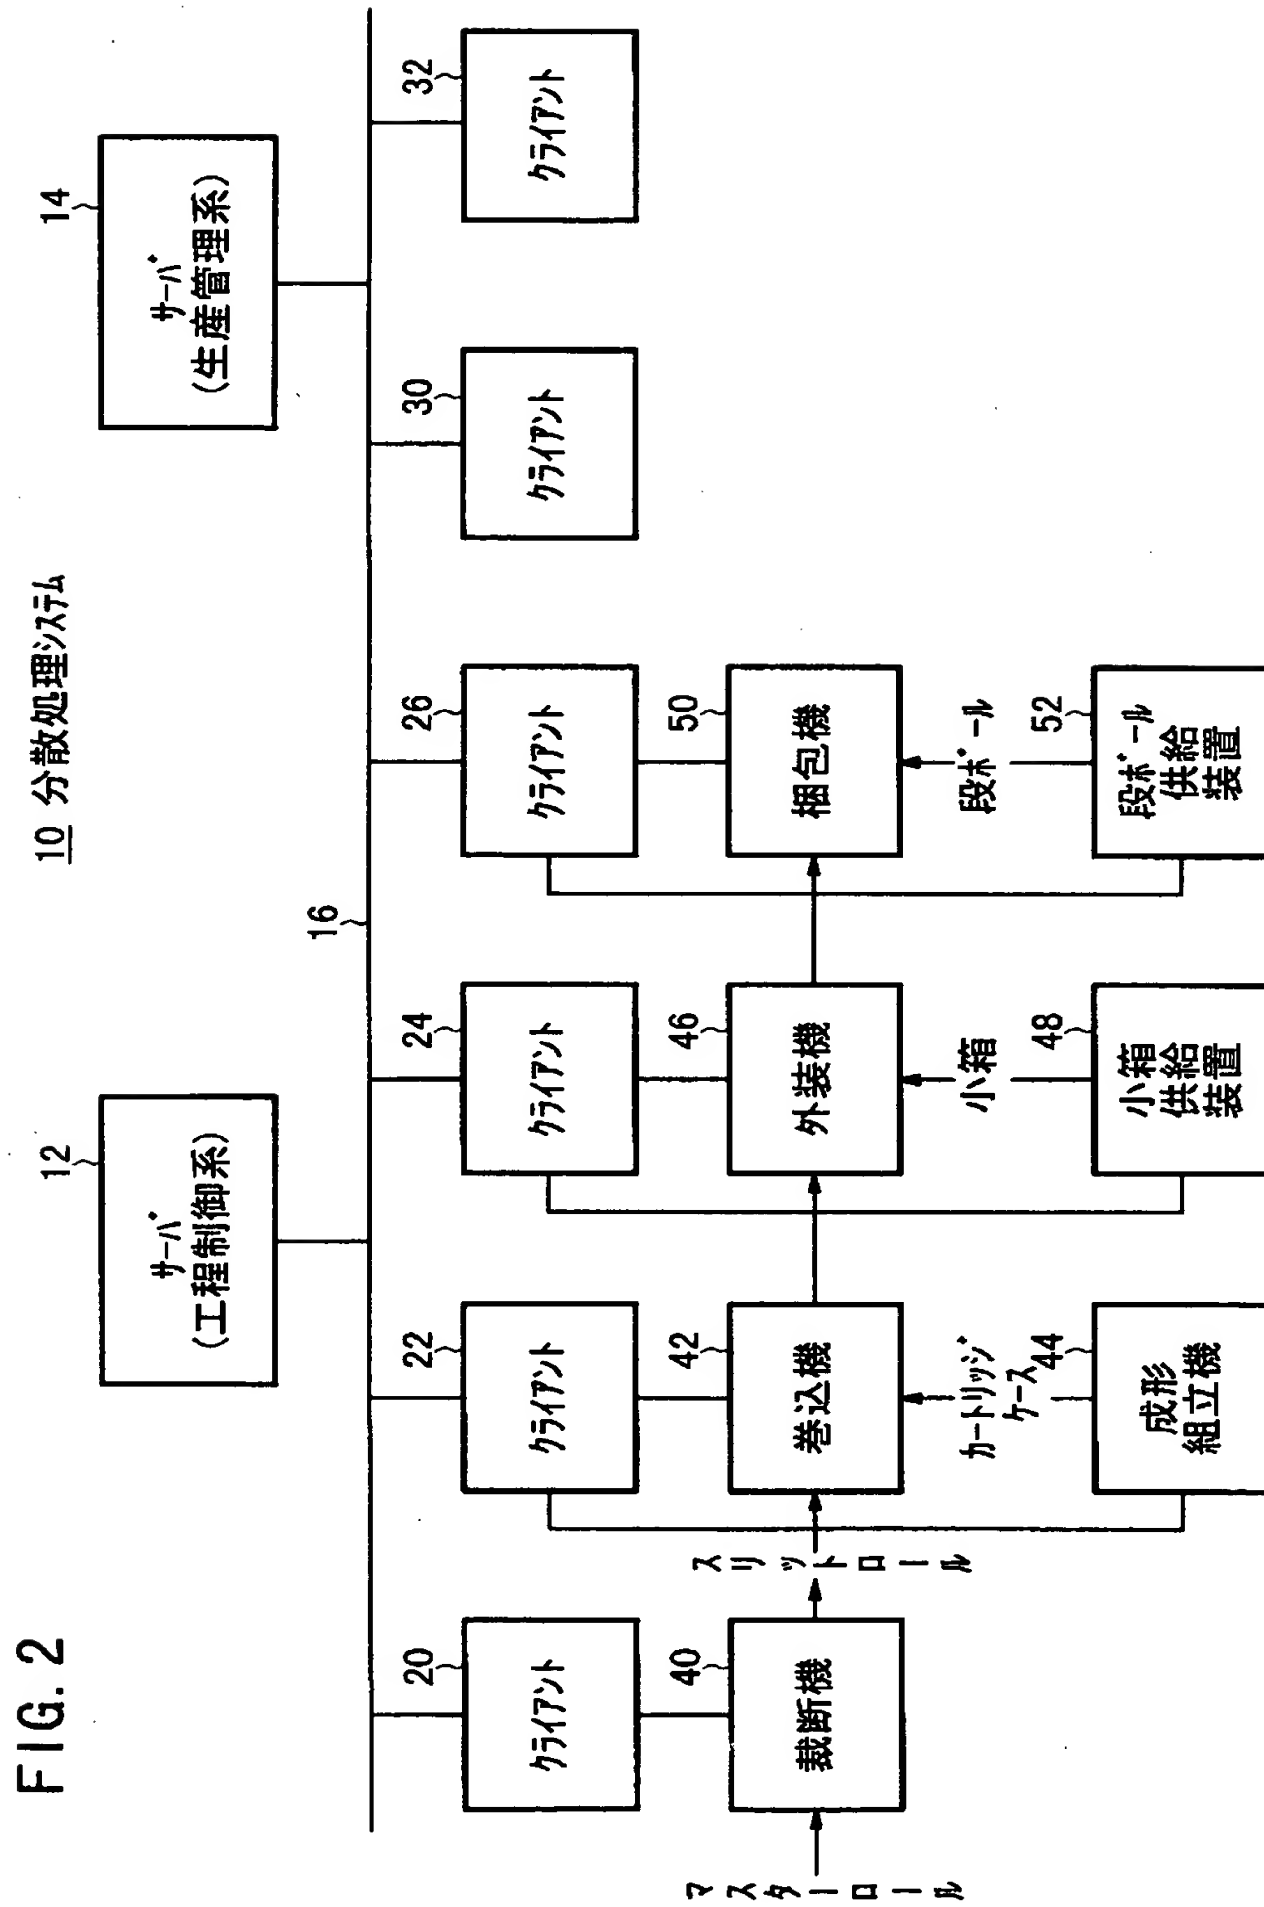 FIG. 2
10 分散処理システム
12
サーバ
(工程制御系)
14
サーバ
(生産管理系)
16
20
クライアント
22
クライアント
24
クライアント
26
クライアント
30
クライアント
32
クライアント
マスターロール
40
裁断機
スリットロール
42
巻込機
46
外装機
50
梱包機
カートリッジ
ケース
小箱
段ボール
44
成形
組立機
48
小箱
供給
装置
52
段ボール
供給
装置